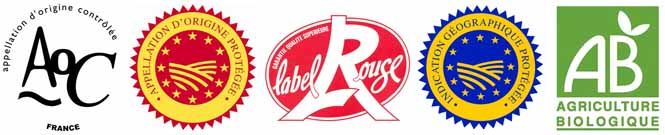 appellation d'origine contrôlée
AOC
FRANCE
APPELLATION D'ORIGINE PROTÉGÉE
GARANTIE QUALITÉ SUPÉRIEURE
label Rouge
INDICATION GÉOGRAPHIQUE PROTÉGÉE
AB
AGRICULTURE
BIOLOGIQUE